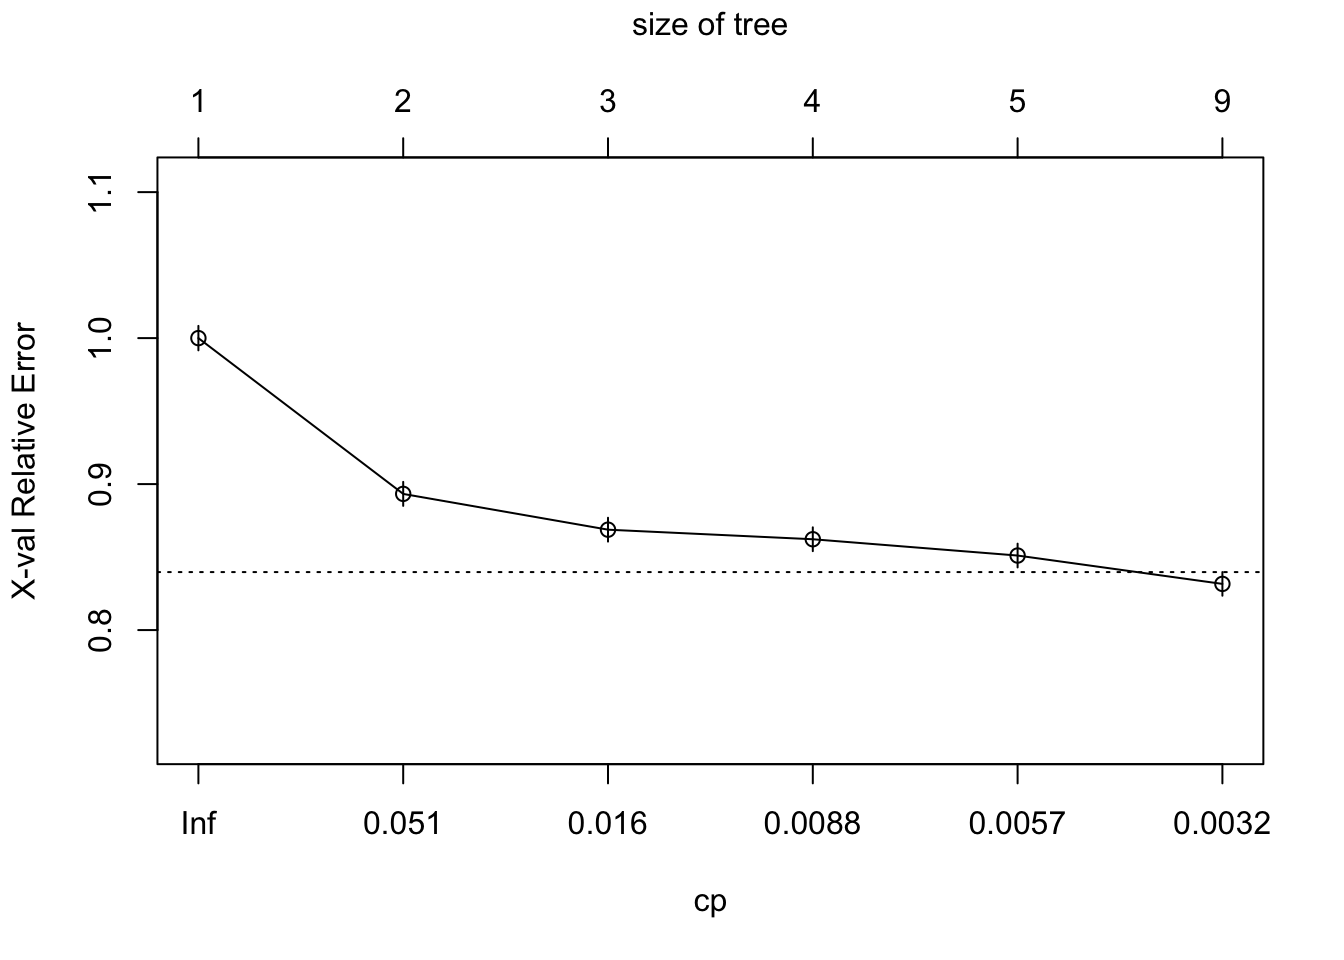 size of tree
1 2 3 4 5 9
X-val Relative Error
1.1
1.0
0.9
0.8
Inf 0.051 0.016 0.0088 0.0057 0.0032
cp